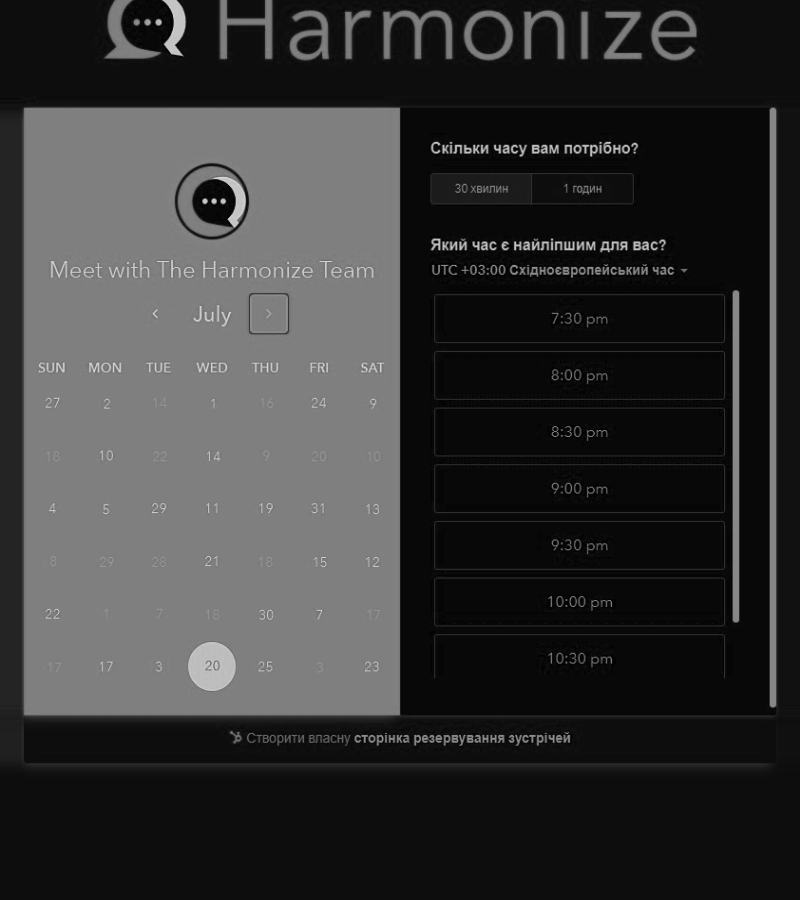 Harmonize
Meet with The Harmonize Team
July
SUN MON TUE WED THU FRI SAT
27 2 14 1 16 24 9
18 10 22 14 9 20 10
4 5 29 11 19 31 13
8 29 28 21 18 15 12
22 1 7 18 30 7 17
17 17 3 20 25 3 23
Скільки часу вам потрібно?
30 хвилин 1 годин
Який час є найліпшим для вас?
UTC +03:00 Східноєвропейський час
7:30 pm
8:00 pm
8:30 pm
9:00 pm
9:30 pm
10:00 pm
10:30 pm
Створити власну сторінка резервування зустрічей